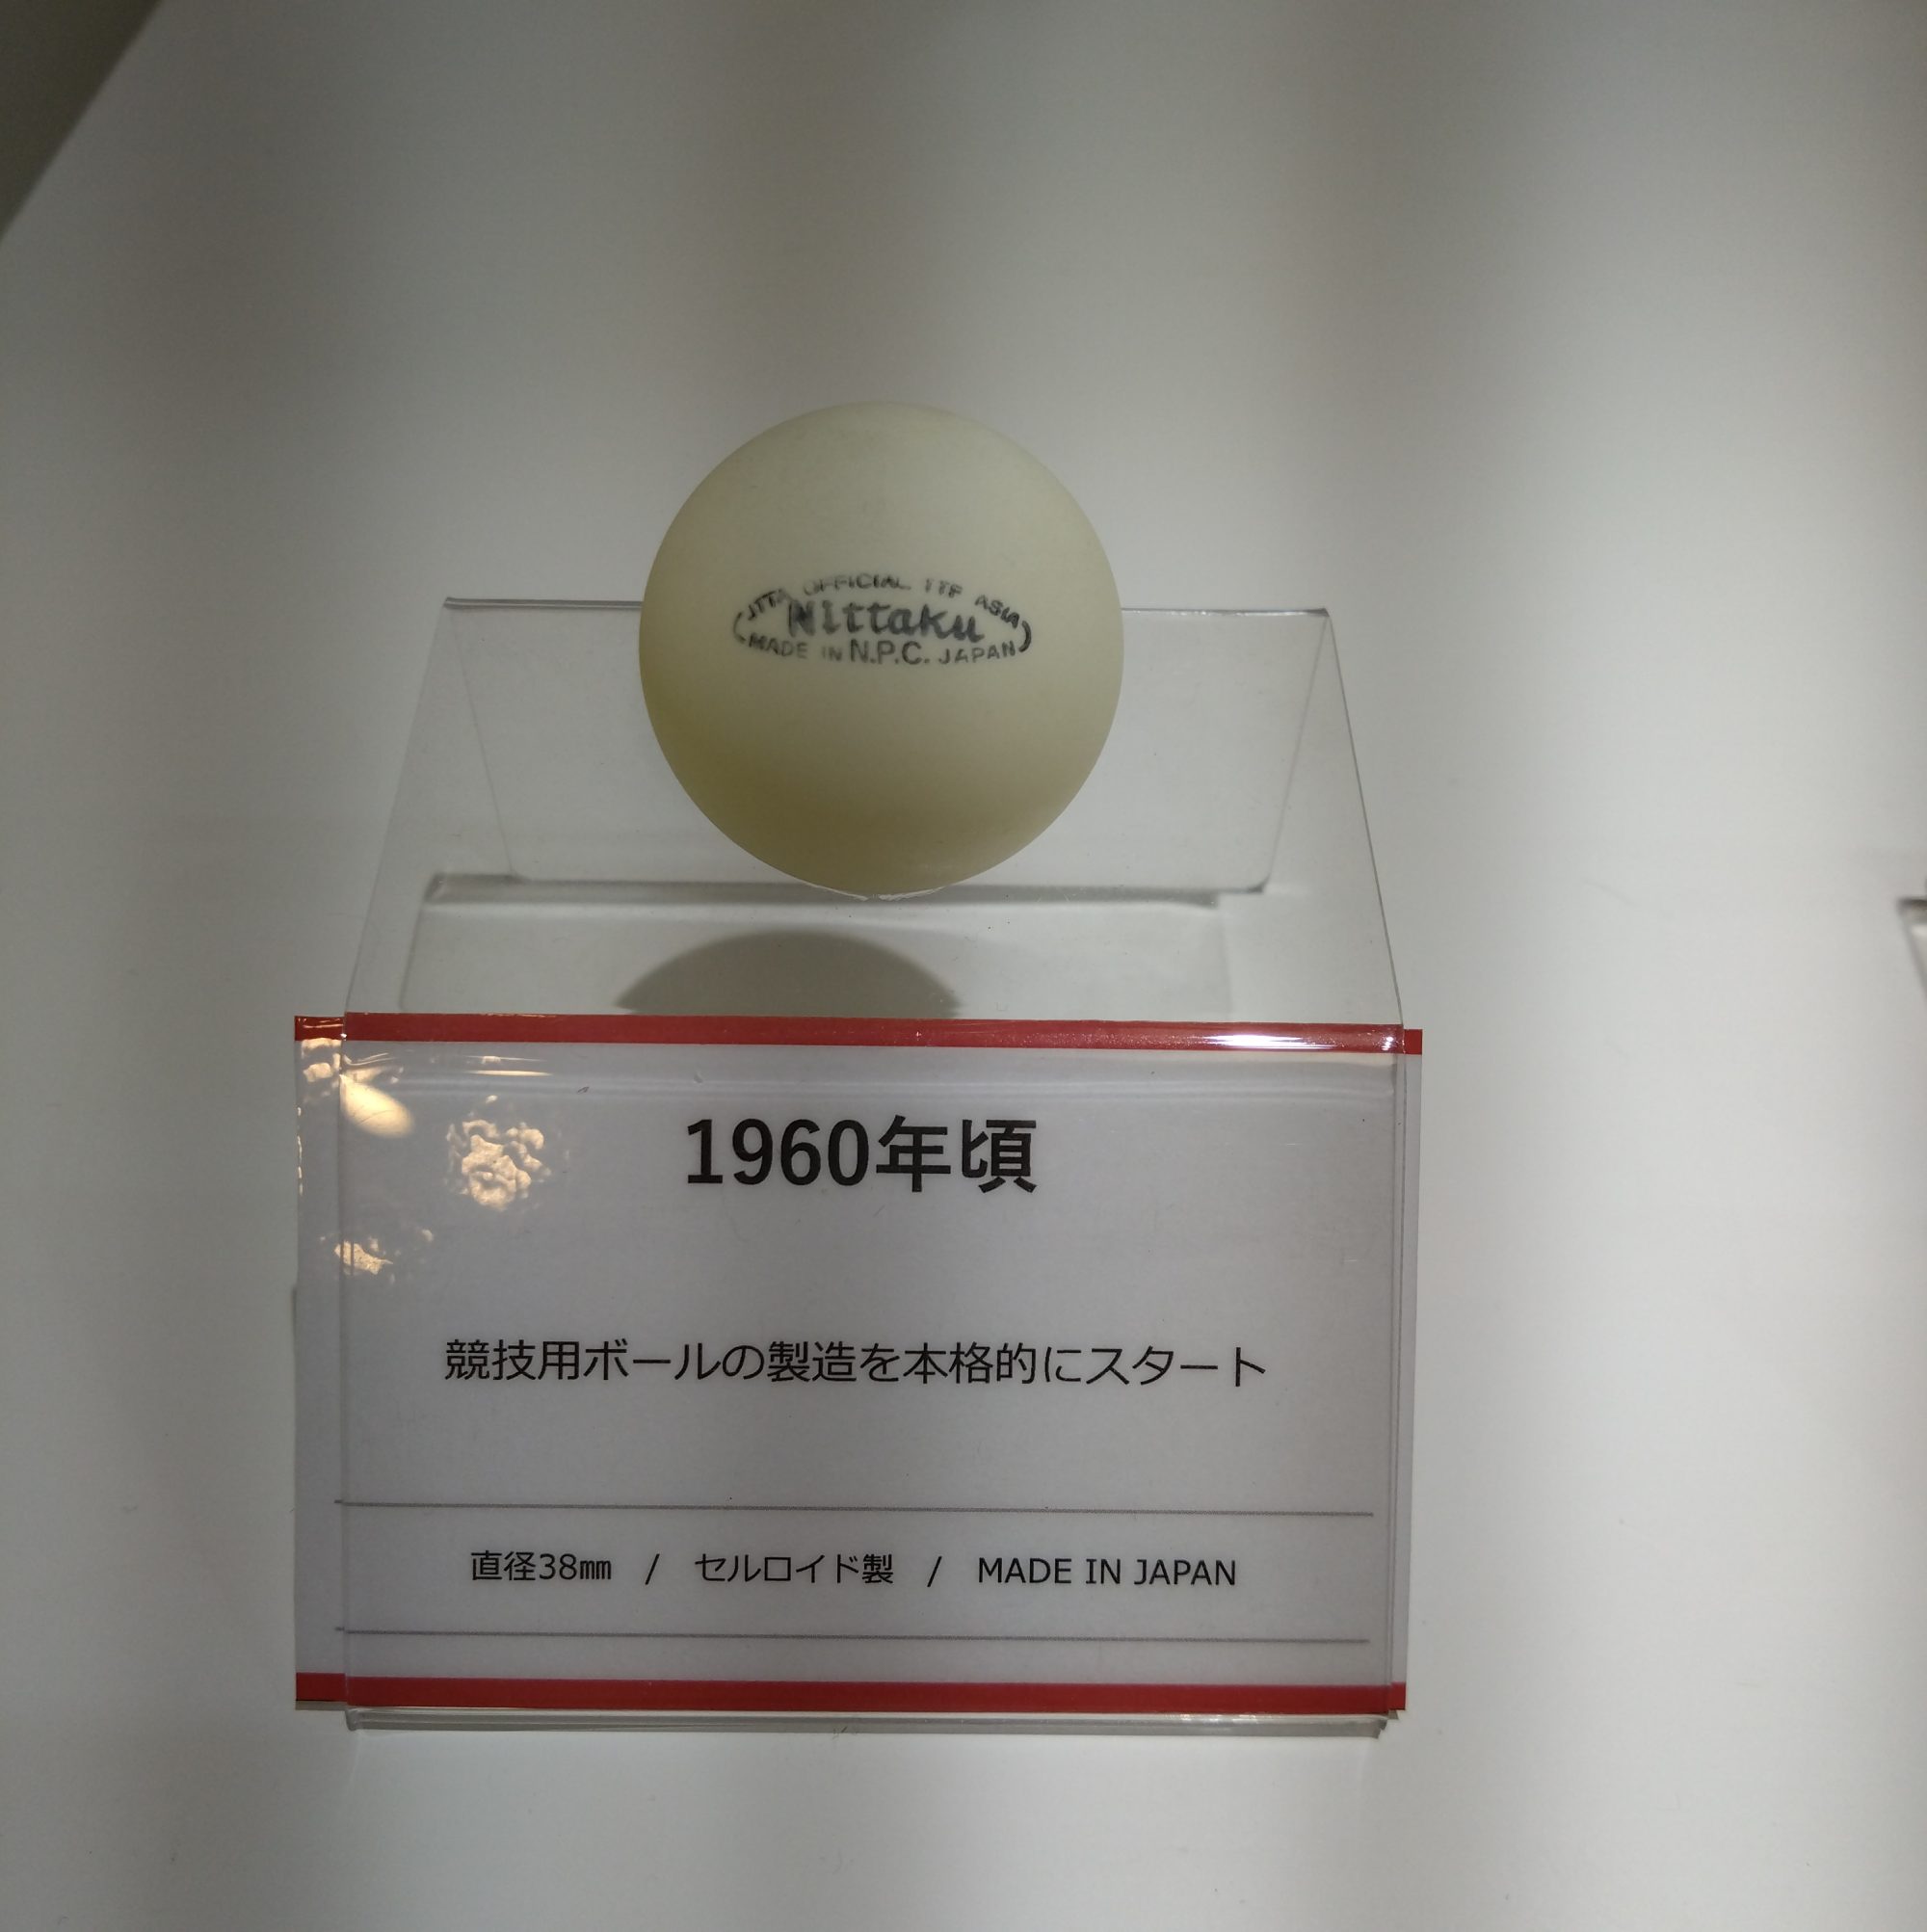 JTTA OFFICIAL TTF ASIA
Nittaku
MADE IN N.P.C. JAPAN
1960年頃
競技用ボールの製造を本格的にスタート
直径38㎜ / セルロイド製 / MADE IN JAPAN